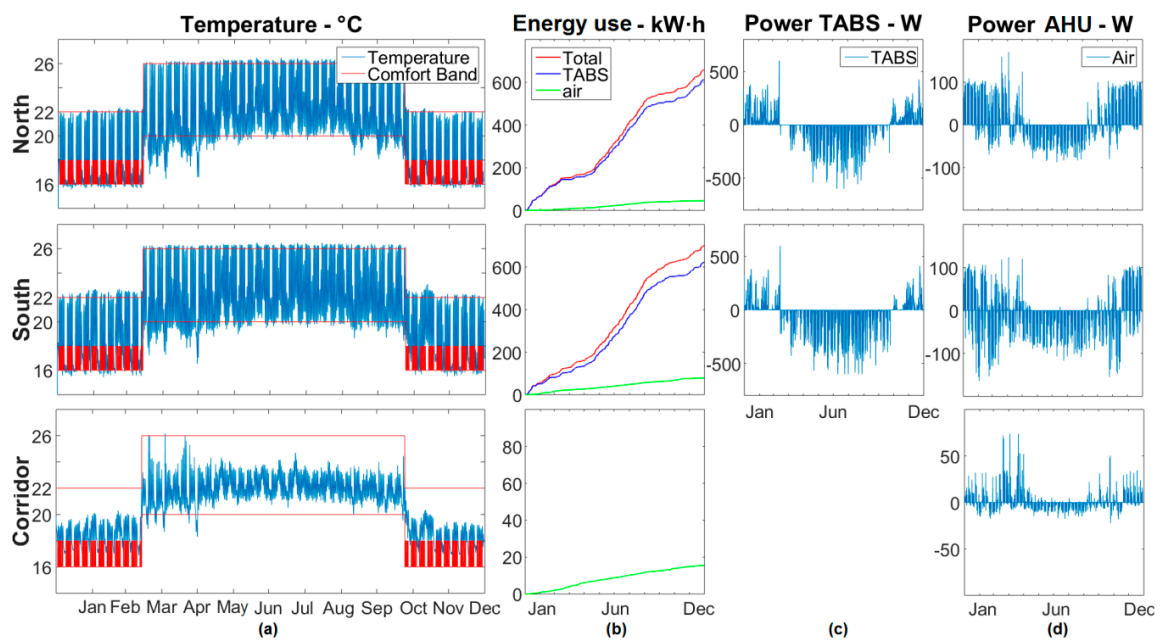 Temperature - °C
Energy use - kW·h
Power TABS - W
Power AHU - W
North
26
22
20
16
Temperature
Comfort Band
600
400
200
0
Total
TABS
air
500
0
-500
TABS
100
0
-100
Air
South
26
22
20
16
600
400
200
0
500
0
-500
Jan Jun Dec
100
0
-100
Corridor
26
22
20
16
Jan Feb Mar Apr May Jun Jul Aug Sep Oct Nov Dec
80
60
40
20
0
Jan Jun Dec
50
0
-50
Jan Jun Dec
(a)
(b)
(c)
(d)